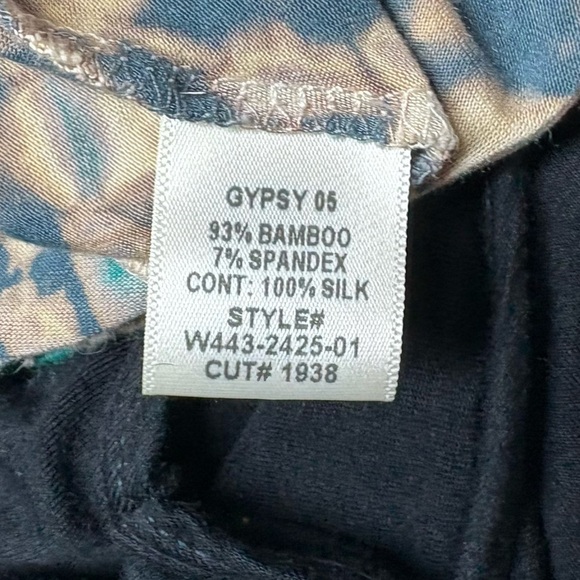 GYPSY 05
93% BAMBOO
7% SPANDEX
CONT: 100% SILK
STYLE#
W443-2425-01
CUT# 1938